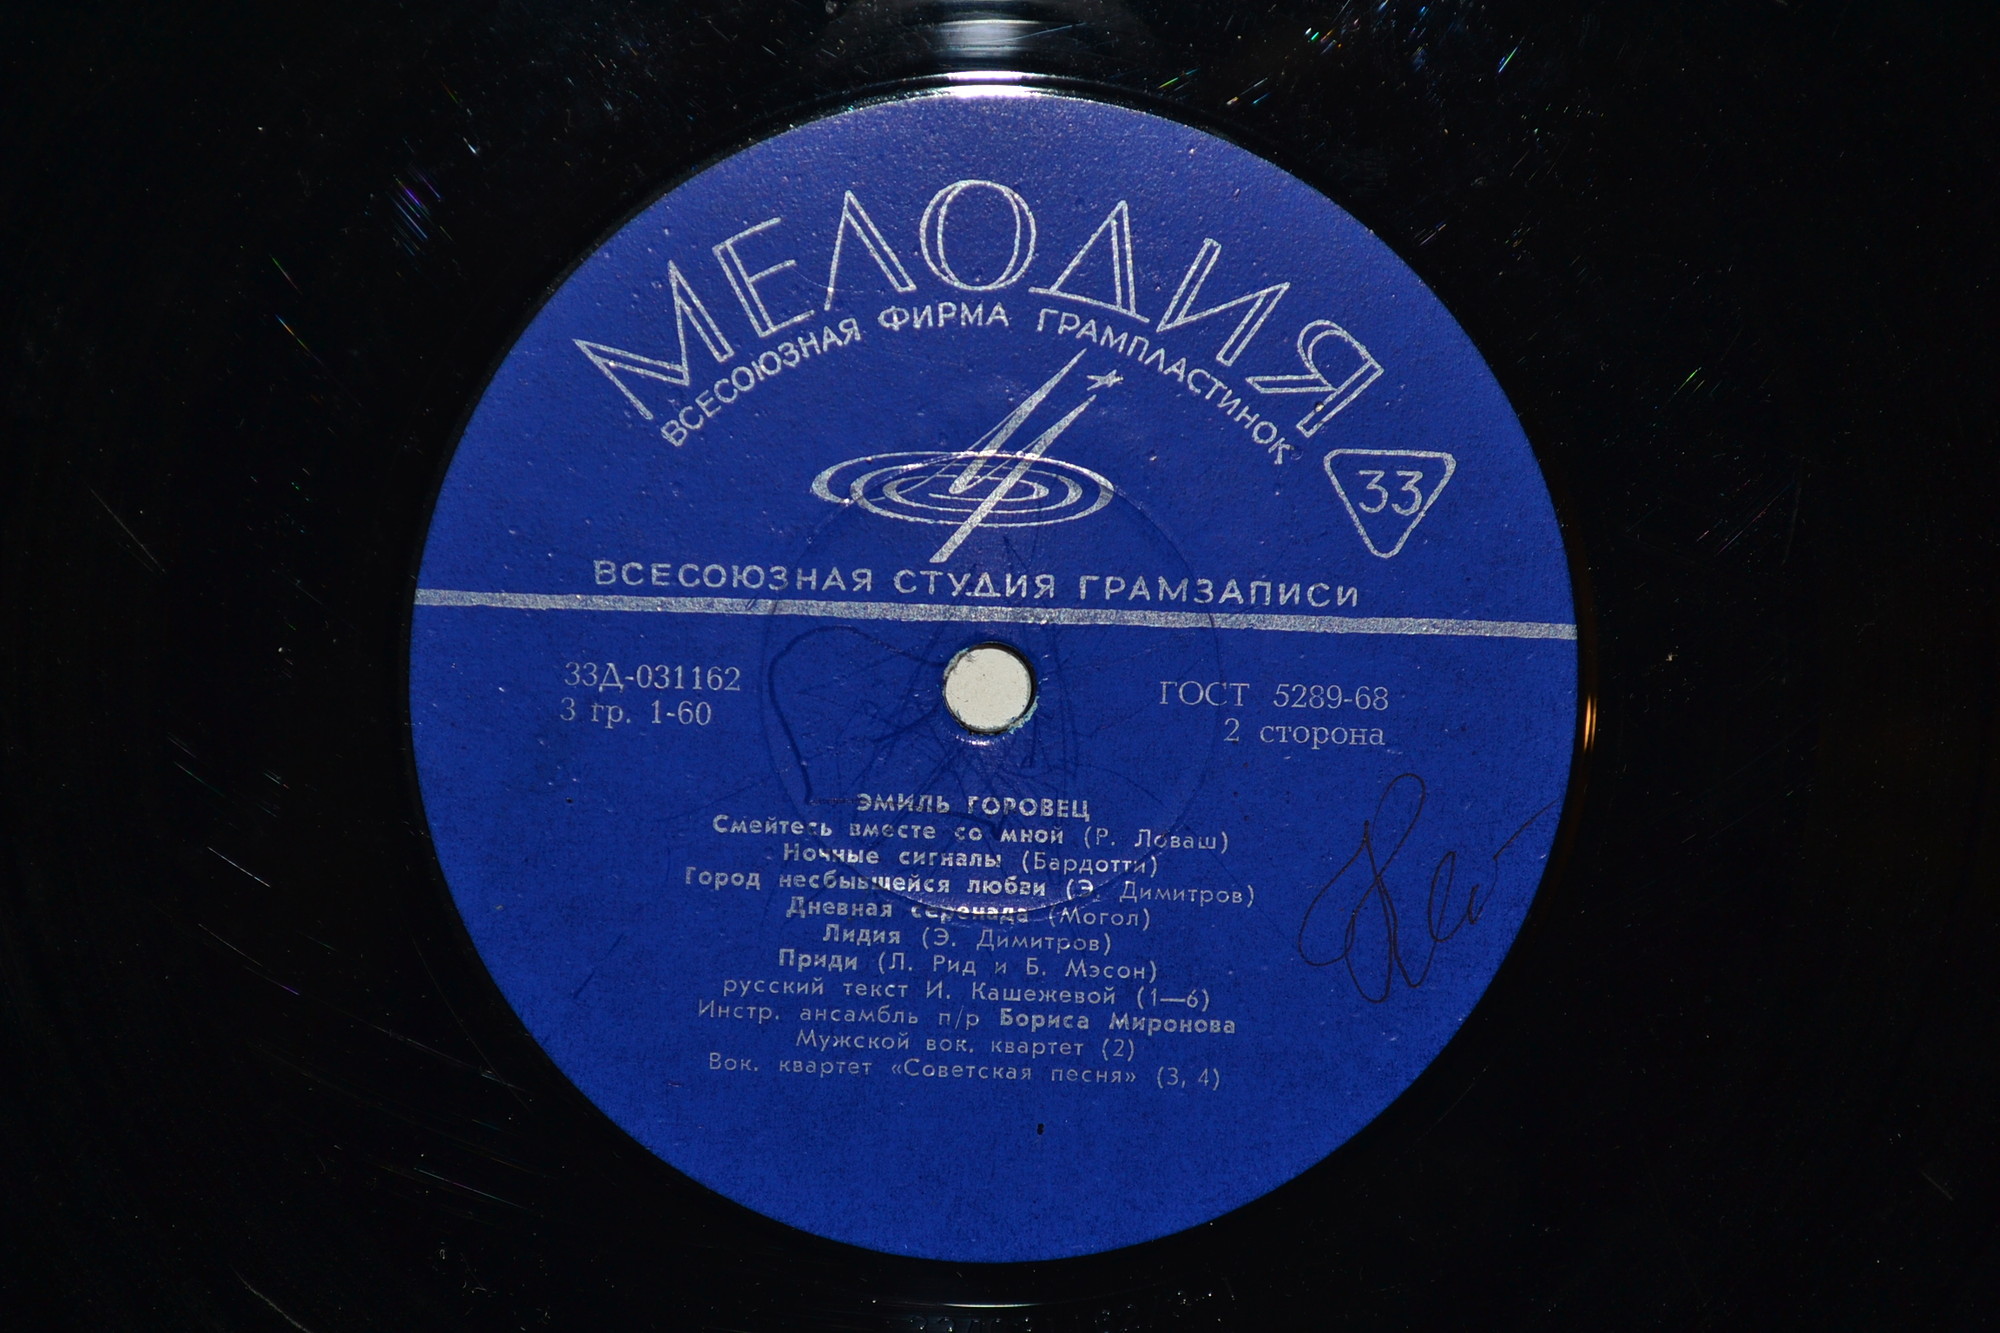 МЕЛОДИЯ
ВСЕСОЮЗНАЯ ФИРМА ГРАМПЛАСТИНОК
33
ВСЕСОЮЗНАЯ СТУДИЯ ГРАМЗАПИСИ
33Д-031162
3 гр. 1-60
ГОСТ 5289-68
2 сторона
ЭМИЛЬ ГОРОВЕЦ
Смейтесь вместе со мной (Р. Ловаш)
Ночные сигналы (Бардотти)
Город несбывшейся любви (Э. Димитров)
Дневная серенада (Могол)
Лидия (Э. Димитров)
Приди (Л. Рид и Б. Мэсон)
русский текст И. Кашежевой (1—6)
Инстр. ансамбль п/р Бориса Миронова
Мужской вок. квартет (2)
Вок. квартет «Советская песня» (3, 4)